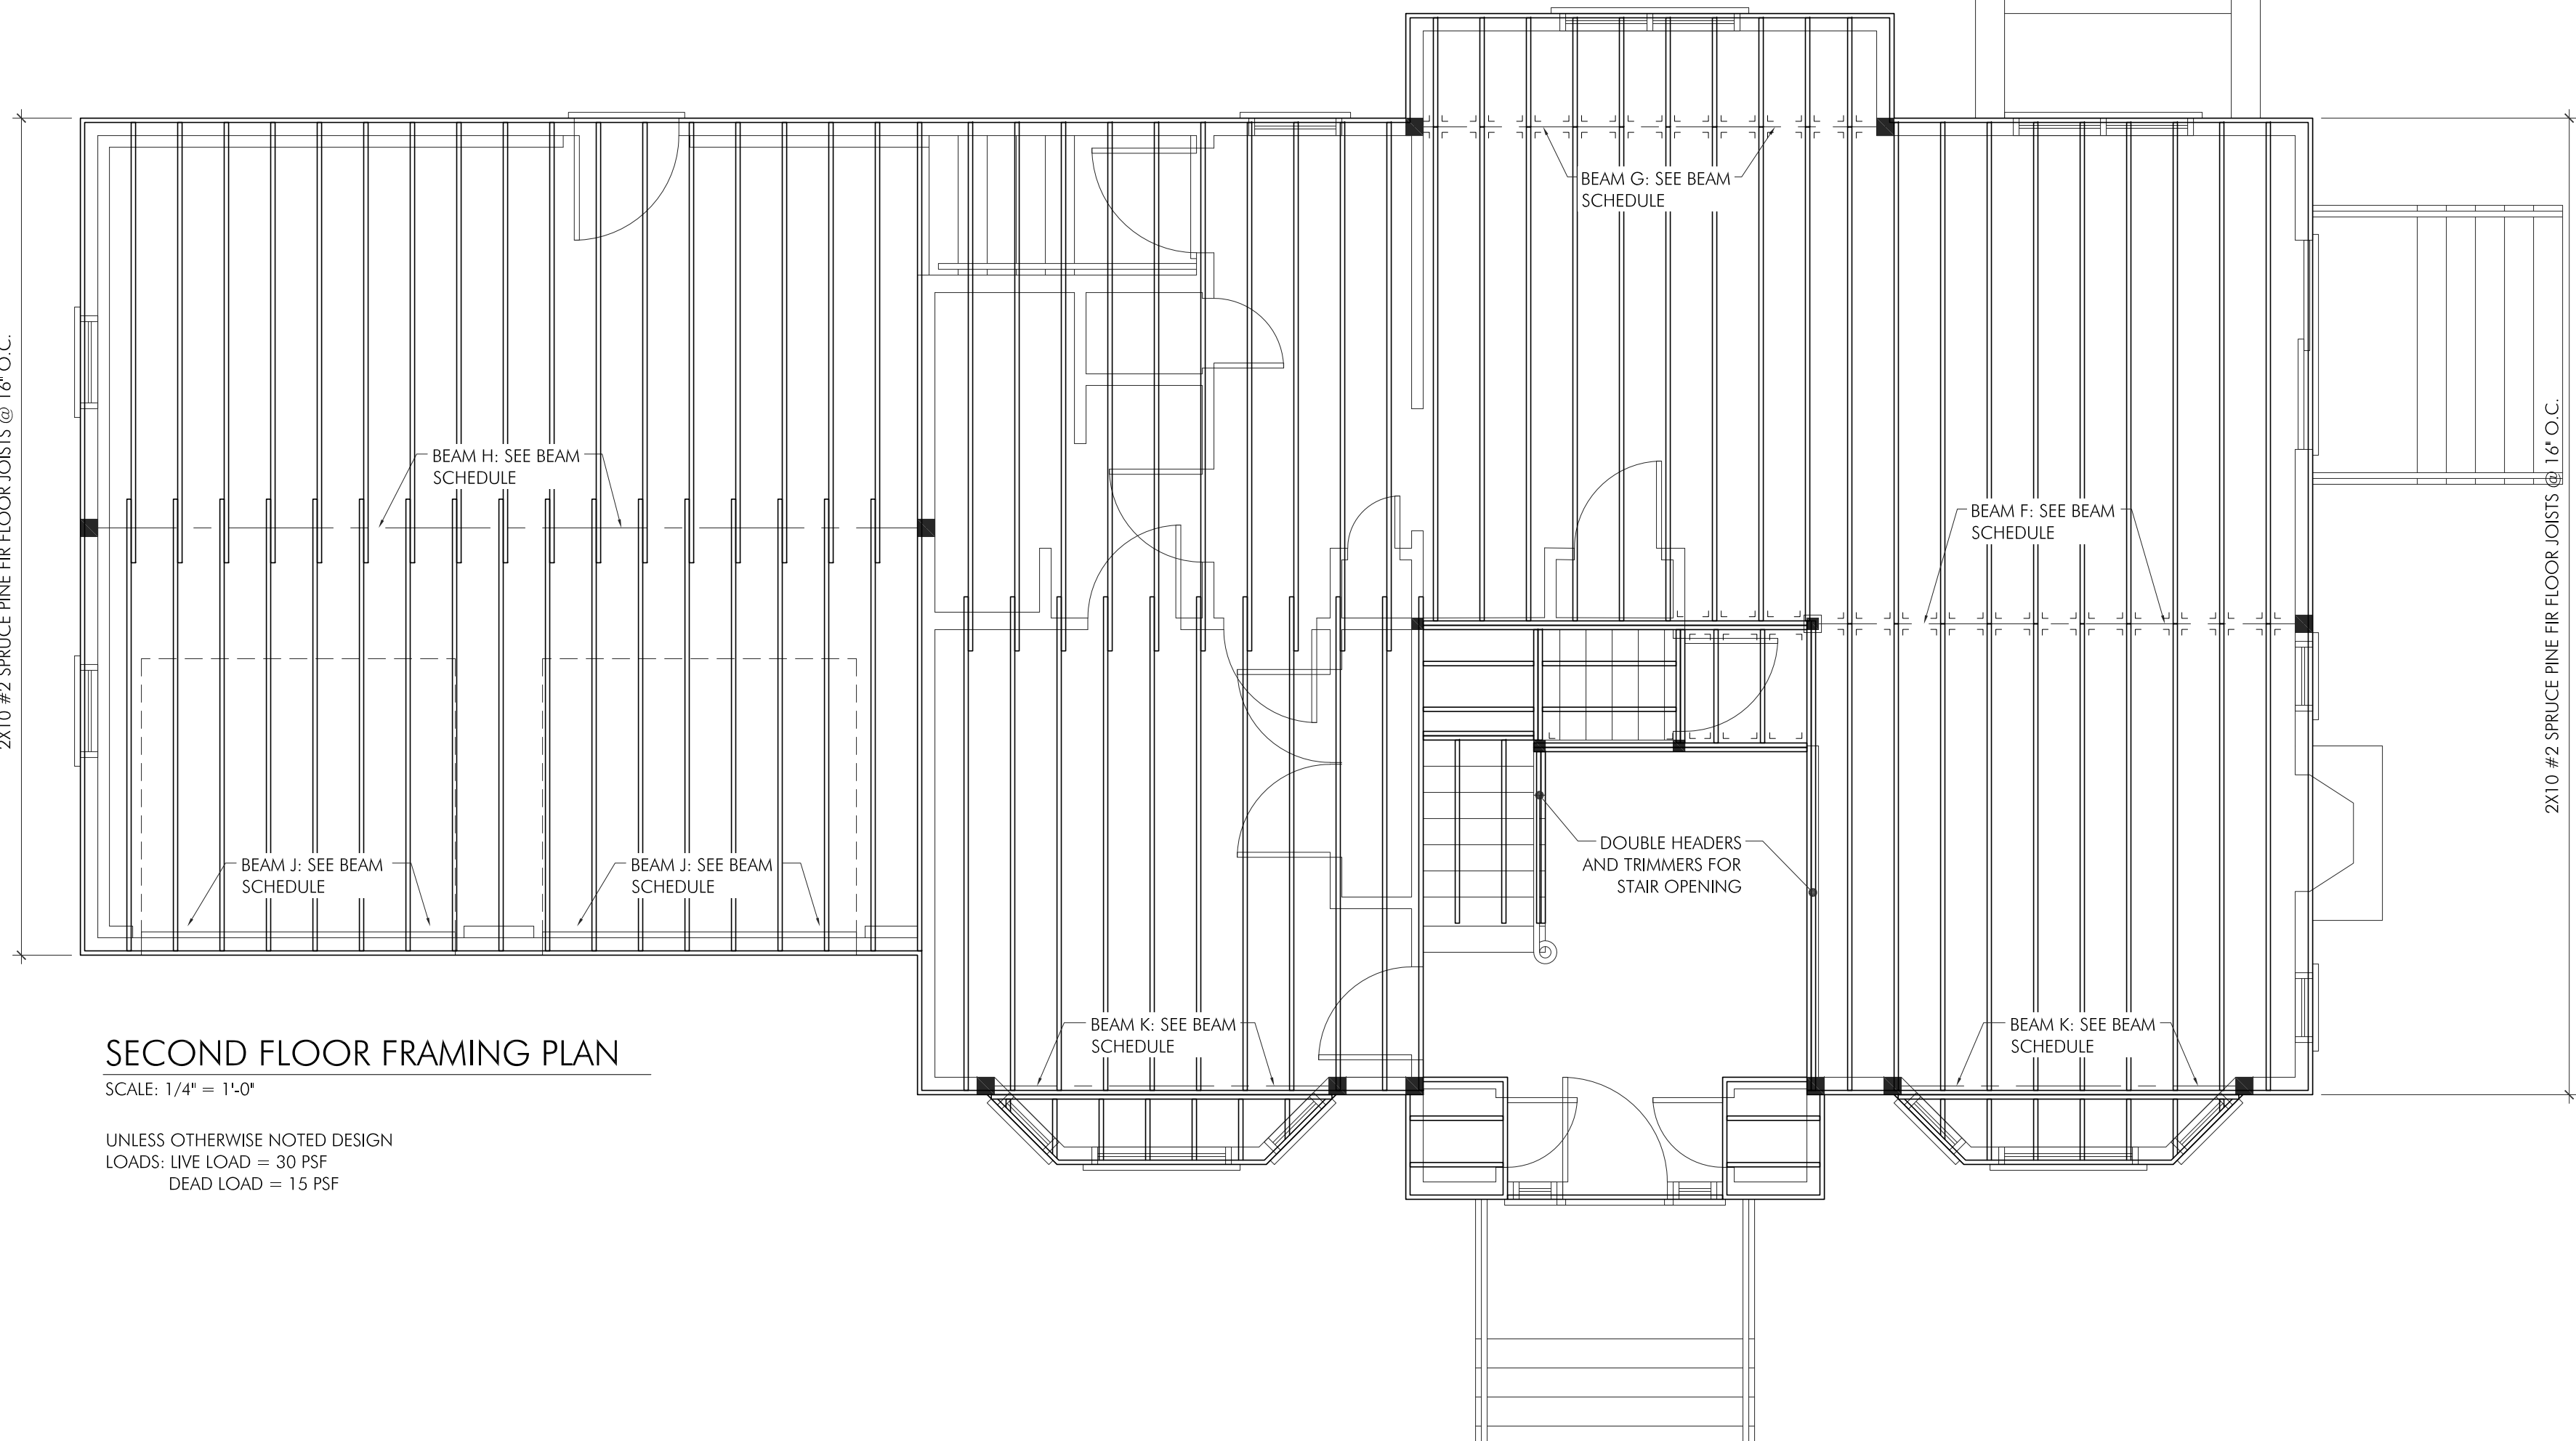 BEAM G: SEE BEAM
SCHEDULE
BEAM H: SEE BEAM
SCHEDULE
BEAM F: SEE BEAM
SCHEDULE
2X10 #2 SPRUCE PINE FIR FLOOR JOISTS @ 16" O.C.
2X10 #2 SPRUCE PINE FIR FLOOR JOISTS @ 16" O.C.
BEAM J: SEE BEAM
SCHEDULE
BEAM J: SEE BEAM
SCHEDULE
DOUBLE HEADERS
AND TRIMMERS FOR
STAIR OPENING
BEAM K: SEE BEAM
SCHEDULE
BEAM K: SEE BEAM
SCHEDULE
SECOND FLOOR FRAMING PLAN
SCALE: 1/4" = 1'-0"
UNLESS OTHERWISE NOTED DESIGN
LOADS: LIVE LOAD = 30 PSF
DEAD LOAD = 15 PSF